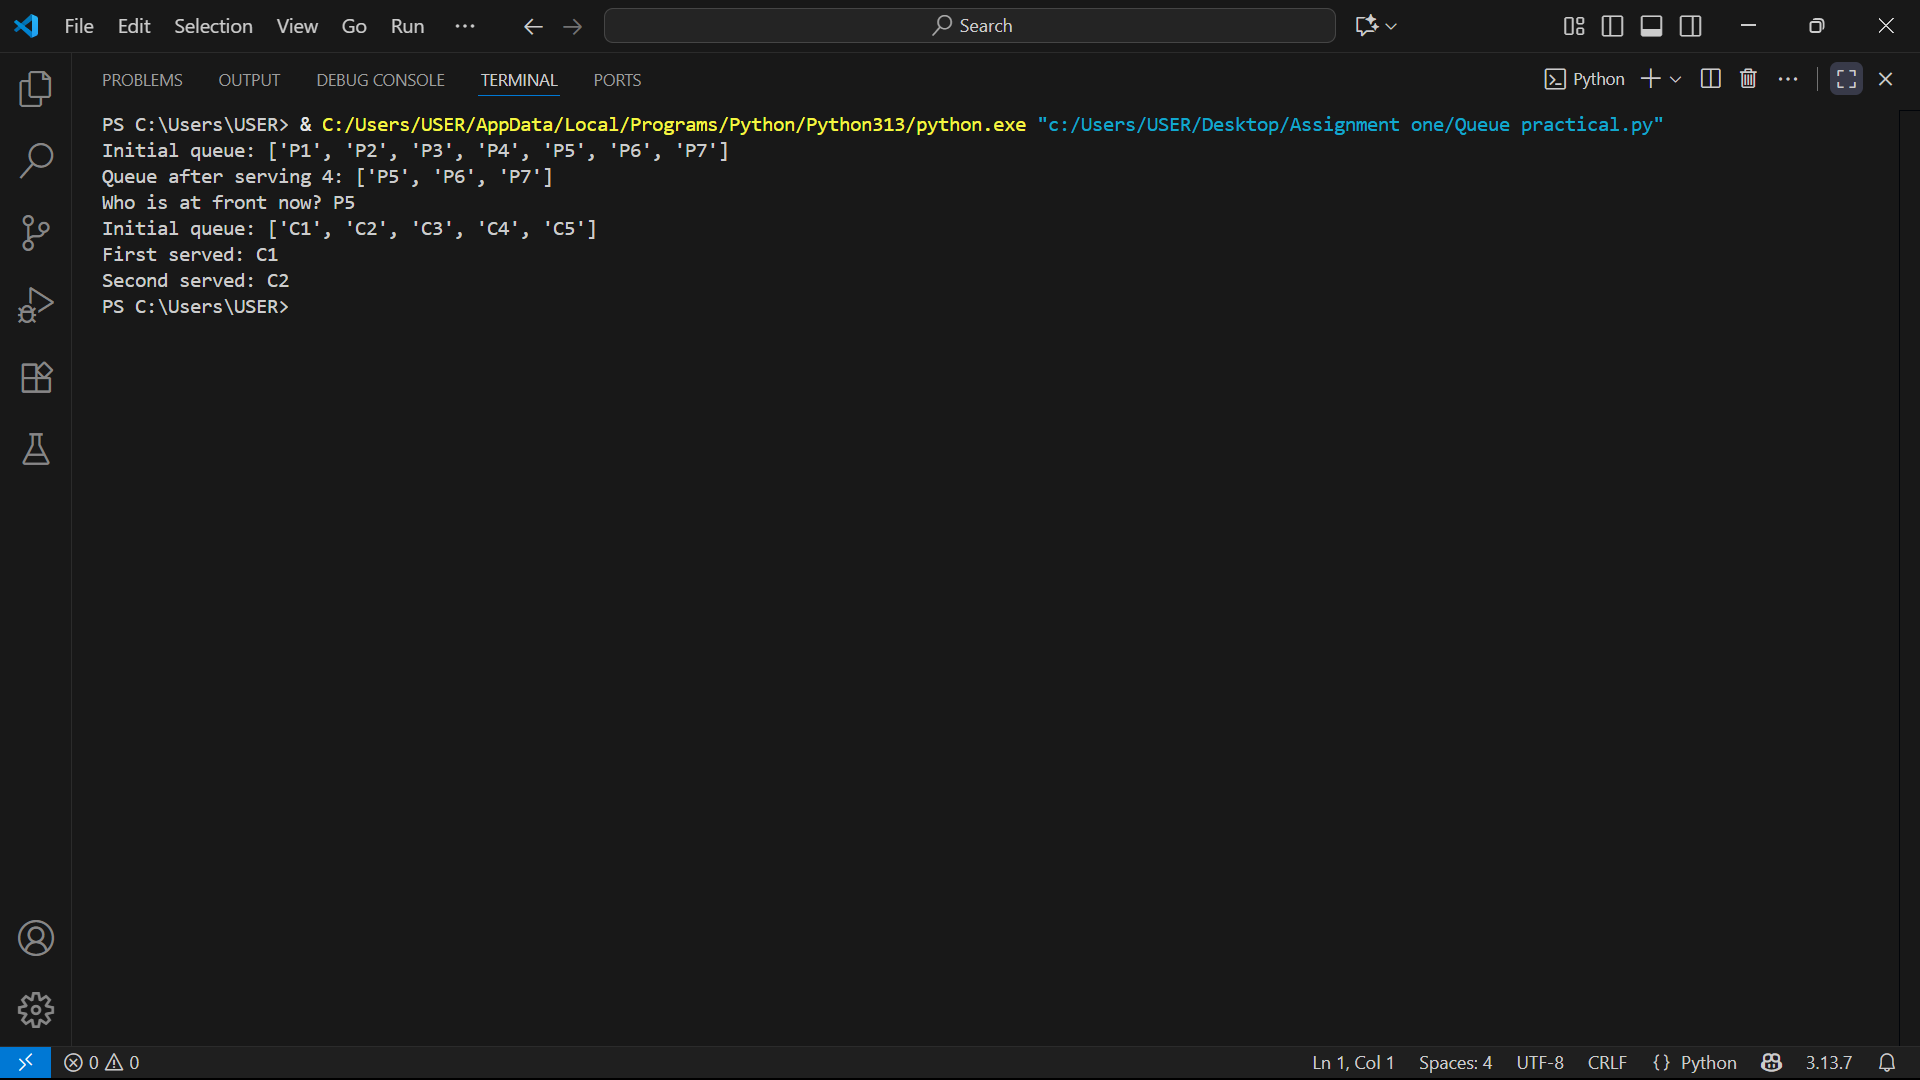 File Edit Selection View Go Run ··· Search
PROBLEMS OUTPUT DEBUG CONSOLE TERMINAL PORTS Python
PS C:\Users\USER> & C:/Users/USER/AppData/Local/Programs/Python/Python313/python.exe "c:/Users/USER/Desktop/Assignment one/Queue practical.py"
Initial queue: ['P1', 'P2', 'P3', 'P4', 'P5', 'P6', 'P7']
Queue after serving 4: ['P5', 'P6', 'P7']
Who is at front now? P5
Initial queue: ['C1', 'C2', 'C3', 'C4', 'C5']
First served: C1
Second served: C2
PS C:\Users\USER>
0 0 Ln 1, Col 1 Spaces: 4 UTF-8 CRLF {} Python 3.13.7